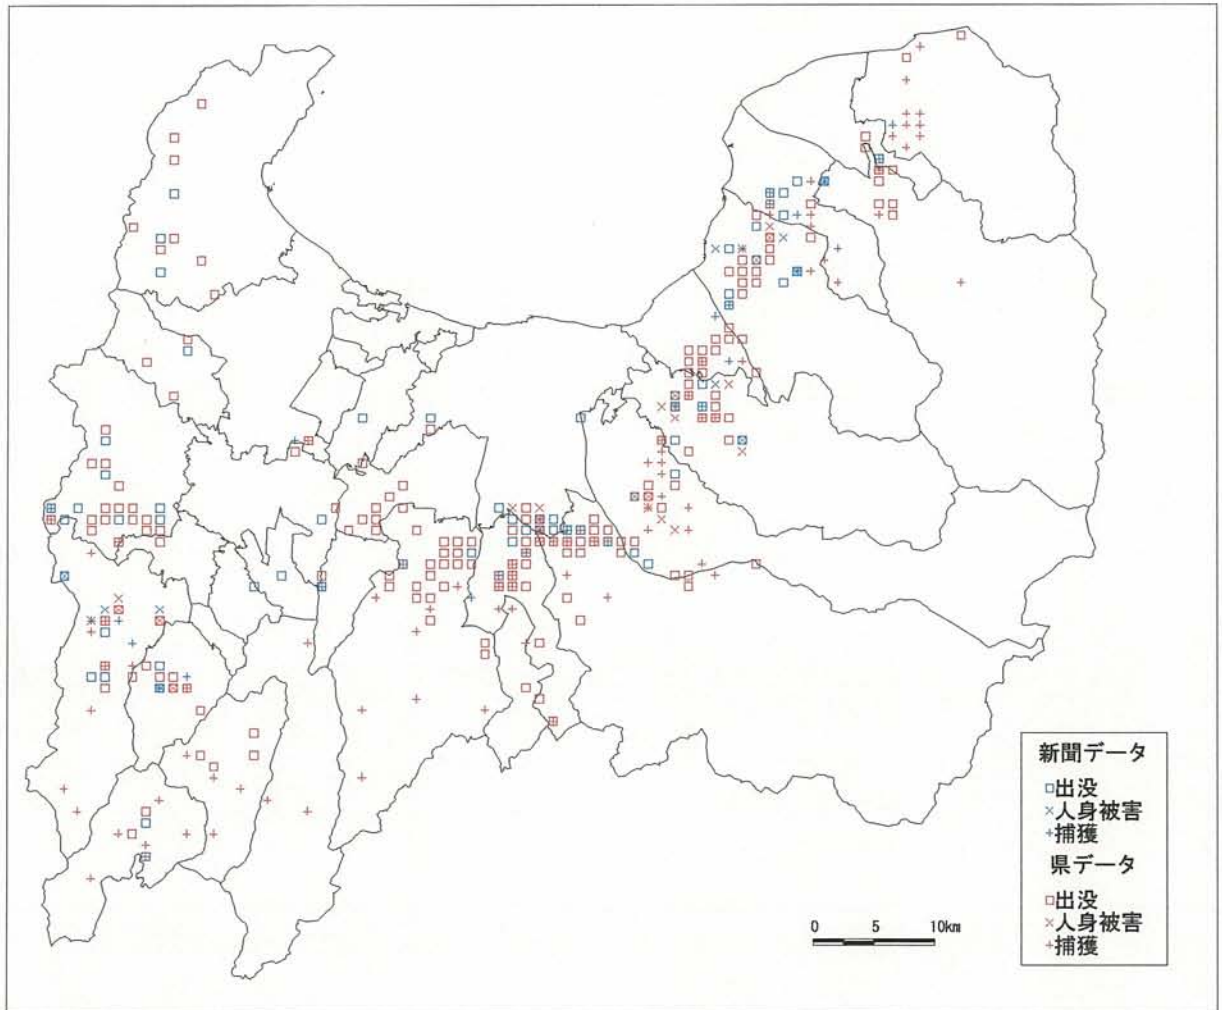 新聞データ
□出没
×人身被害
+捕獲
県データ
□出没
×人身被害
+捕獲
0 5 10km